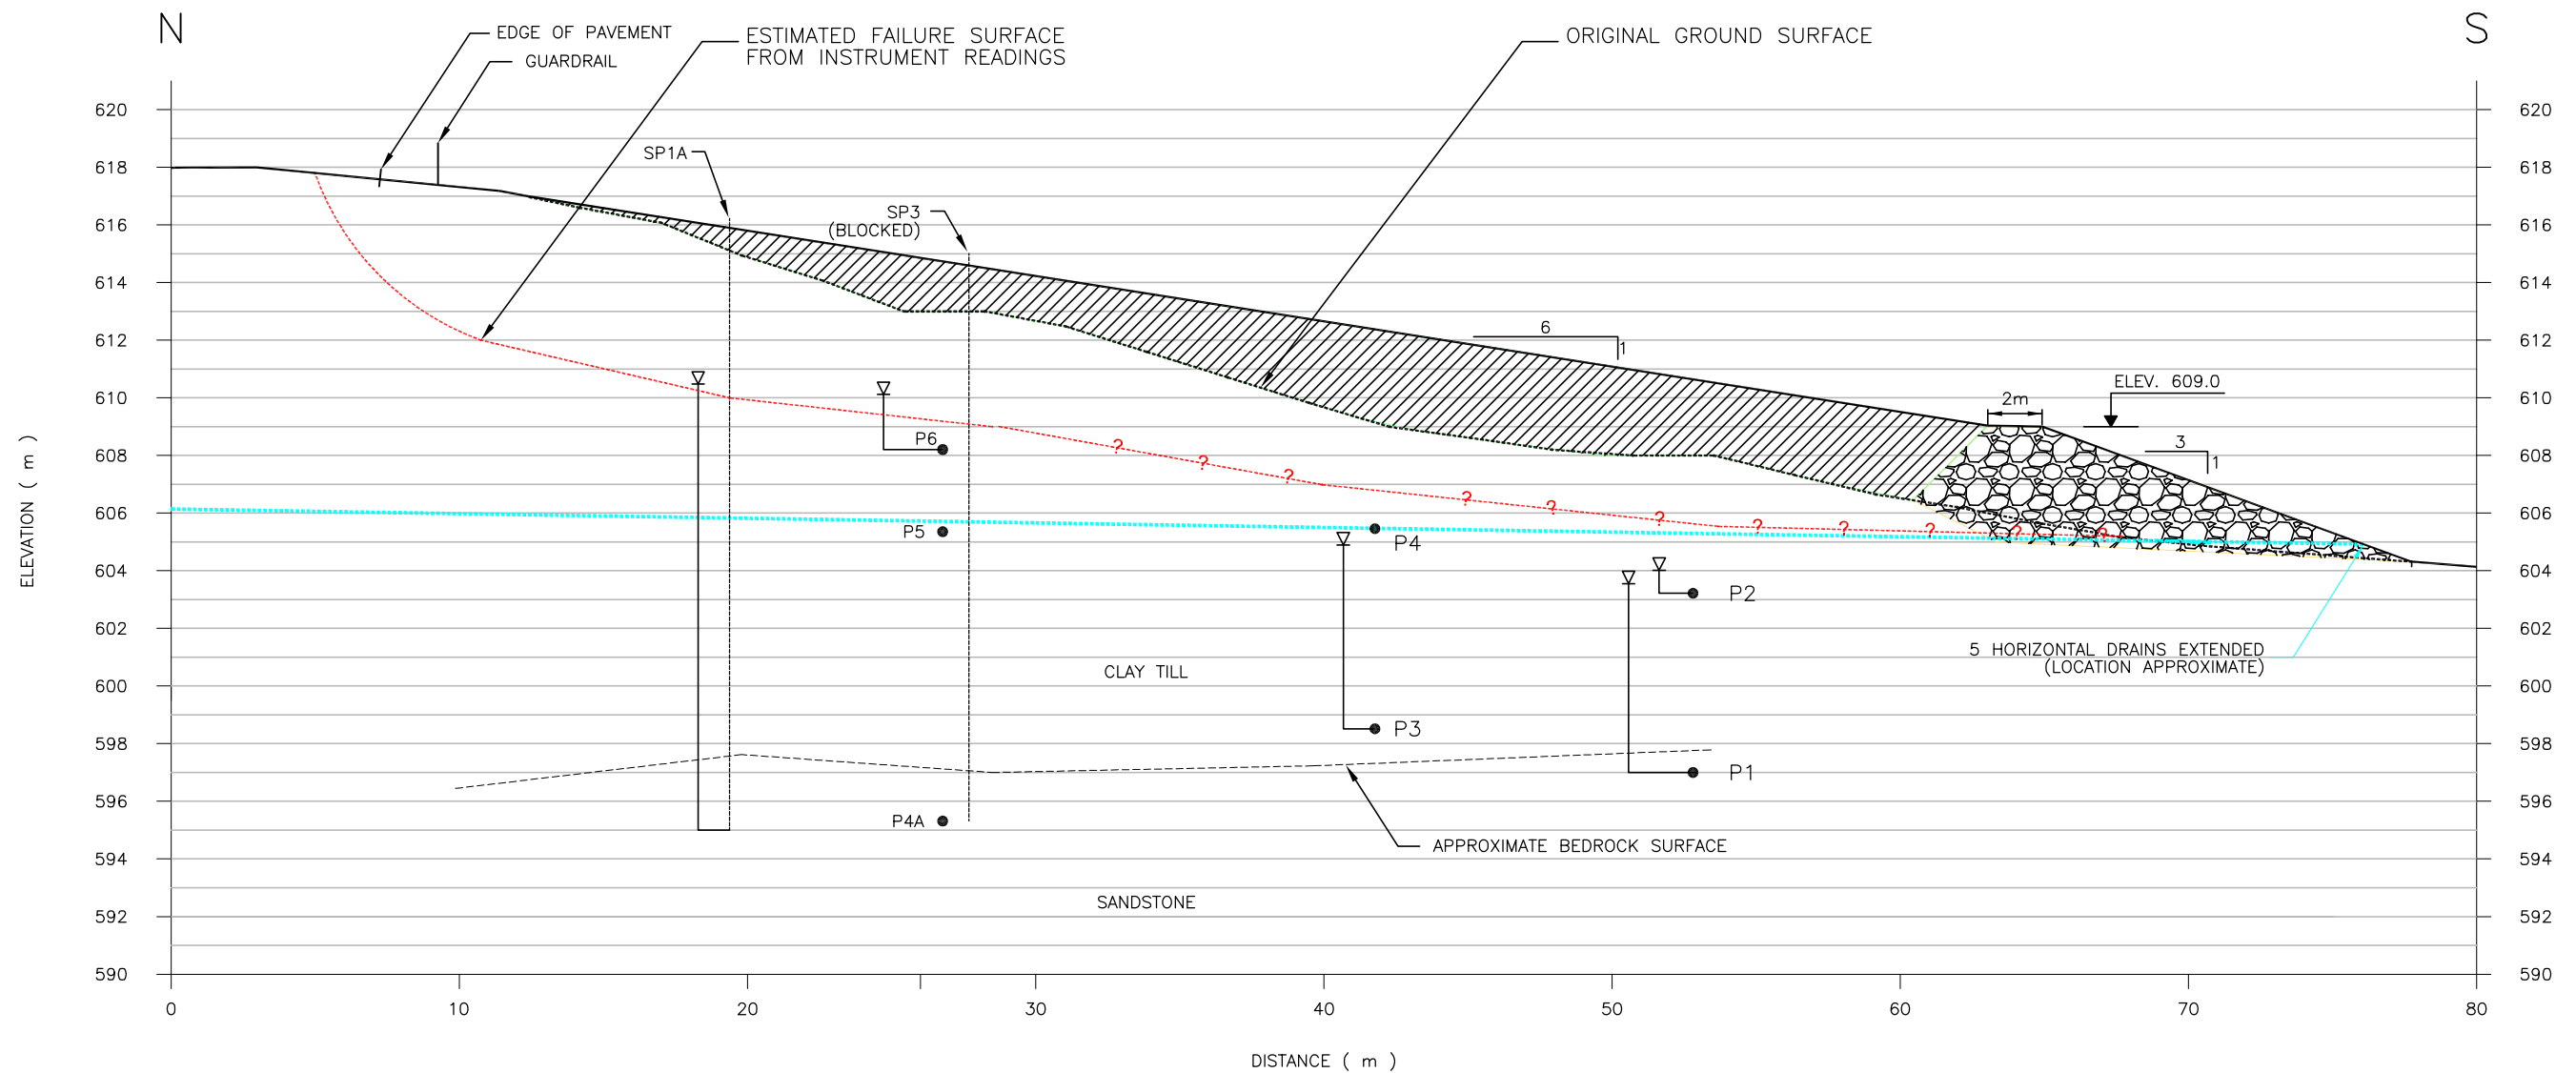 N
S
EDGE OF PAVEMENT
GUARDRAIL
ESTIMATED FAILURE SURFACE
FROM INSTRUMENT READINGS
ORIGINAL GROUND SURFACE
620
620
618
618
SP1A
SP3
(BLOCKED)
616
616
614
614
612
612
6
1
610
610
ELEV. 609.0
2m
3
1
608
608
P6
? ? ? ? ? ? ? ? ? ? ?
606
606
P5
P4
604
604
P2
602
602
5 HORIZONTAL DRAINS EXTENDED
(LOCATION APPROXIMATE)
CLAY TILL
600
600
P3
598
598
P1
596
596
P4A
APPROXIMATE BEDROCK SURFACE
594
594
SANDSTONE
592
592
590
590
0 10 20 30 40 50 60 70 80
DISTANCE ( m )
ELEVATION ( m )